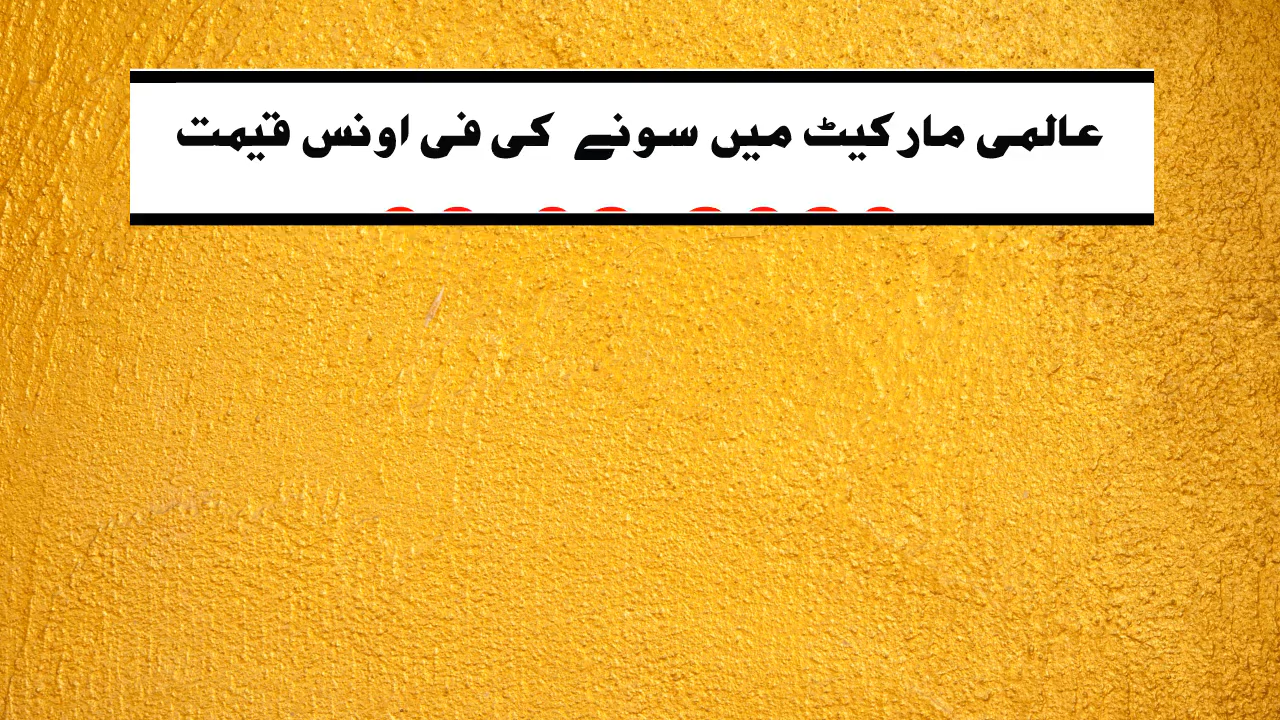 عالمی مارکیٹ میں سونے کی فی اونس قیمت